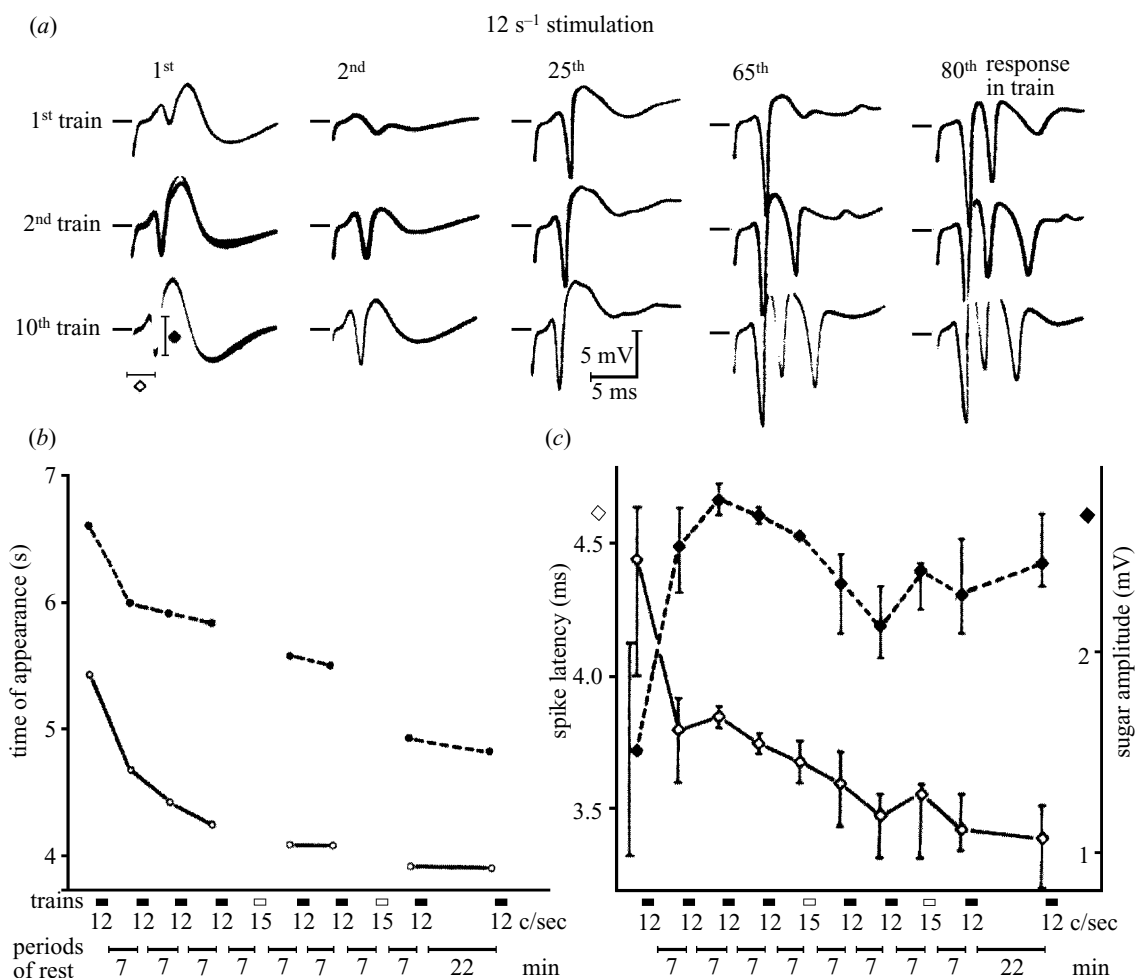 (a)
12 s⁻¹ stimulation
1st 2nd 25th 65th 80th response
in train
1st train
2nd train
10th train
5 mV
5 ms
(b)
7
6
5
4
time of appearance (s)
(c)
4.5
4.0
3.5
spike latency (ms)
2
1
sugar amplitude (mV)
trains
12 12 12 12 15 12 12 15 12 12 c/sec
12 12 12 12 15 12 12 15 12 12 c/sec
periods
of rest 7 7 7 7 7 7 7 7 22 min
7 7 7 7 7 7 7 7 22 min